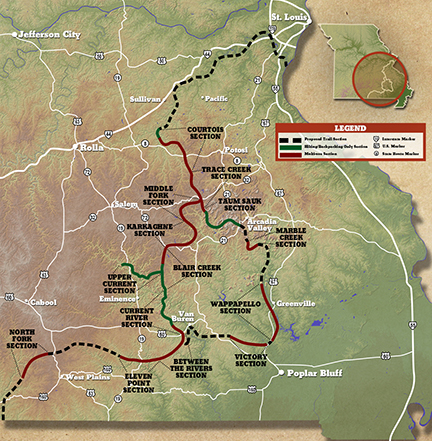 St. Louis
Jefferson City
Sullivan
Pacific
LEGEND
Proposed Trail Section
Hiking/Backpacking Only Section
Multi-use Section
Interstate Marker
U.S. Marker
State Route Marker
COURTOIS
SECTION
Rolla
Potosi
TRACE CREEK
SECTION
MIDDLE
FORK
SECTION
TAUM SAUK
SECTION
Salem
Arcadia
Valley
MARBLE
CREEK
SECTION
KARKAGHNE
SECTION
BLAIR CREEK
SECTION
UPPER
CURRENT
SECTION
Eminence
WAPPAPELLO
SECTION
Greenville
Cabool
CURRENT
RIVER
SECTION
Van
Buren
NORTH
FORK
SECTION
VICTORY
SECTION
BETWEEN
THE RIVERS
SECTION
West Plains
ELEVEN
POINT
SECTION
Poplar Bluff